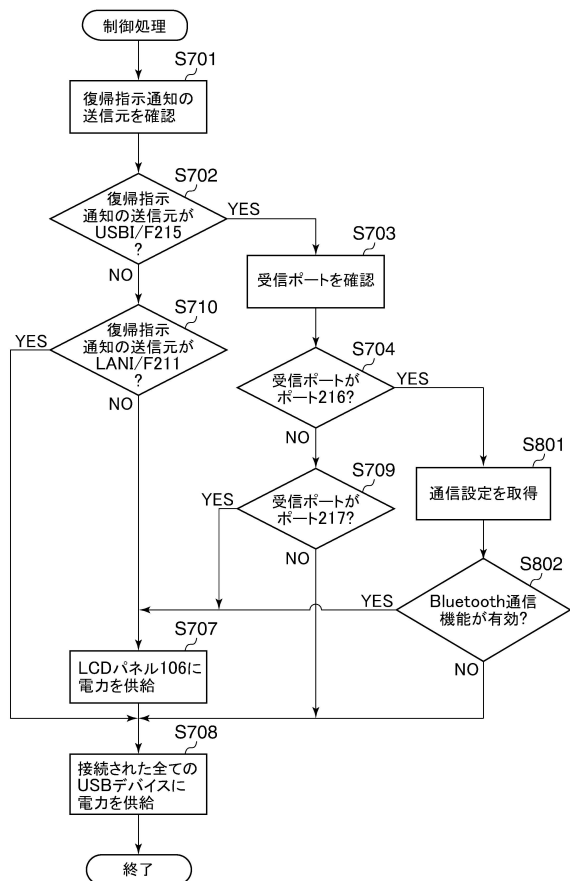 制御処理
S701
復帰指示通知の
送信元を確認
S702
復帰指示
通知の送信元が
USBI/F215
?
YES
NO
S703
受信ポートを確認
S710
復帰指示
通知の送信元が
LANI/F211
?
YES
NO
S704
受信ポートが
ポート216?
YES
NO
S801
通信設定を取得
S709
受信ポートが
ポート217?
YES
NO
S802
Bluetooth通信
機能が有効?
YES
NO
S707
LCDパネル106に
電力を供給
S708
接続された全ての
USBデバイスに
電力を供給
終了